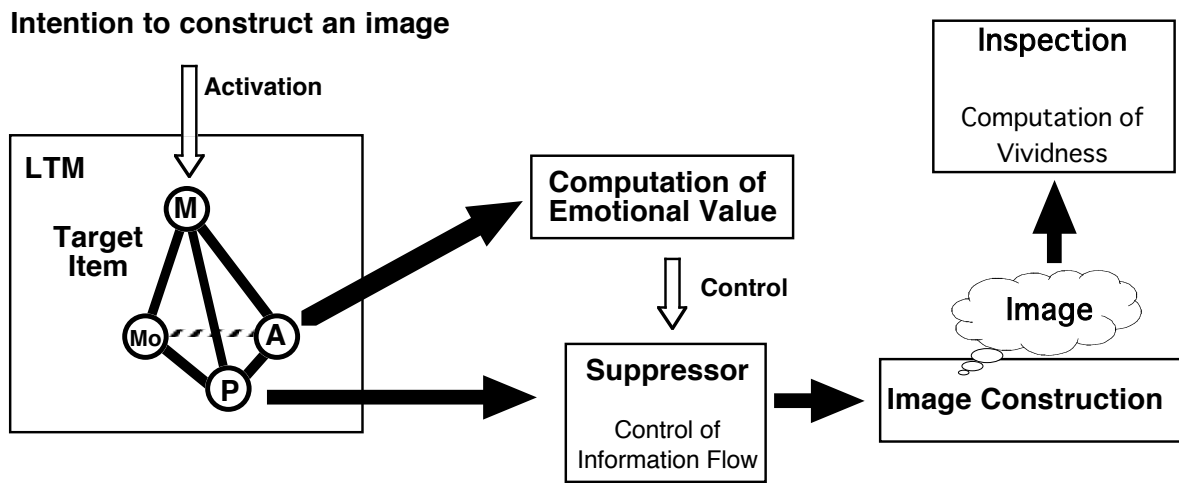 Intention to construct an image
Activation
LTM
M
Target
Item
Mo
A
P
Computation of
Emotional Value
Control
Suppressor
Control of
Information Flow
Image Construction
Image
Inspection
Computation of
Vividness